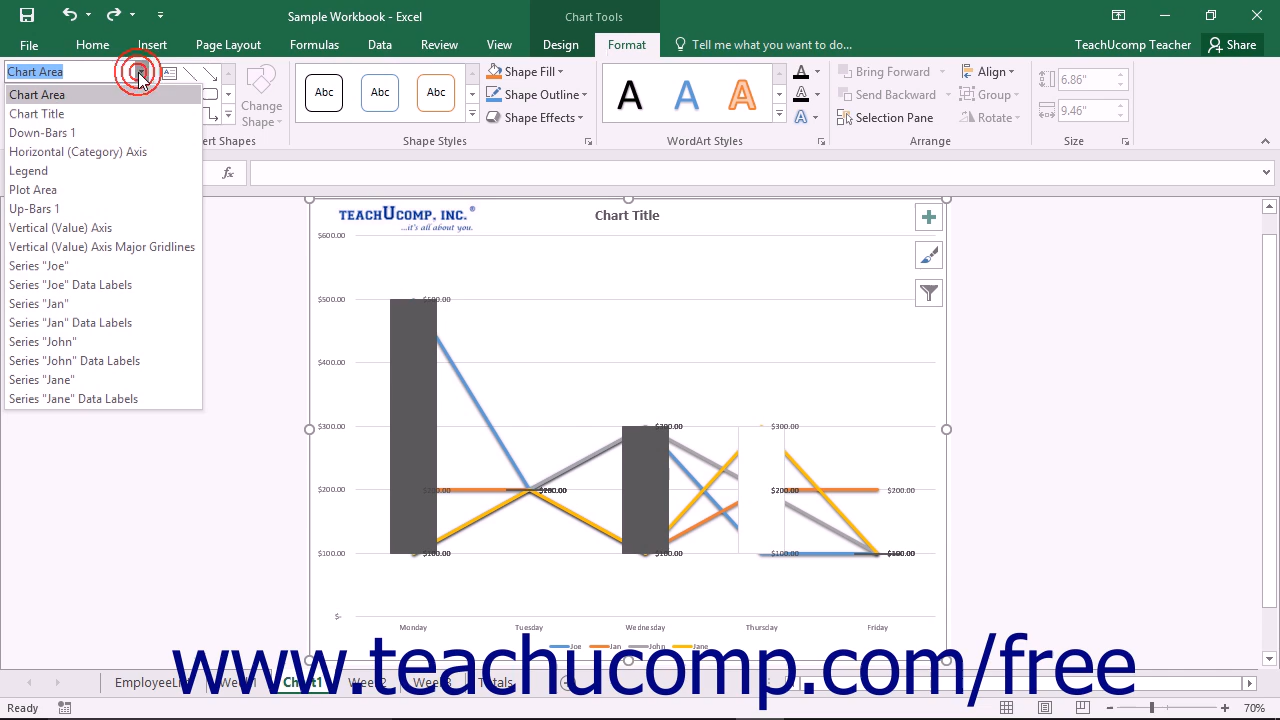 Sample Workbook - Excel
Chart Tools
File
Home
Insert
Page Layout
Formulas
Data
Review
View
Design
Format
Tell me what you want to do...
TeachUcomp Teacher
Share
Chart Area
Chart Area
Chart Title
Down-Bars 1
Horizontal (Category) Axis
Legend
Plot Area
Up-Bars 1
Vertical (Value) Axis
Vertical (Value) Axis Major Gridlines
Series "Joe"
Series "Joe" Data Labels
Series "Jan"
Series "Jan" Data Labels
Series "John"
Series "John" Data Labels
Series "Jane"
Series "Jane" Data Labels
Change
Shape
ert Shapes
Abc
Abc
Abc
Shape Fill
Shape Outline
Shape Effects
Shape Styles
A
A
A
A
A
A
WordArt Styles
Bring Forward
Send Backward
Selection Pane
Align
Group
Rotate
Arrange
6.86"
9.46"
Size
fx
TEACHUCOMP, INC.®
...it's all about you.
Chart Title
$600.00
$500.00
$400.00
$300.00
$200.00
$100.00
$-
$300.00
$200.00
$200.00
$100.00
$100.00
$100.00
Monday
Tuesday
Wednesday
Thursday
Friday
Joe
Jan
John
Jane
www.teachucomp.com/free
Chart1
Totals
Ready
70%